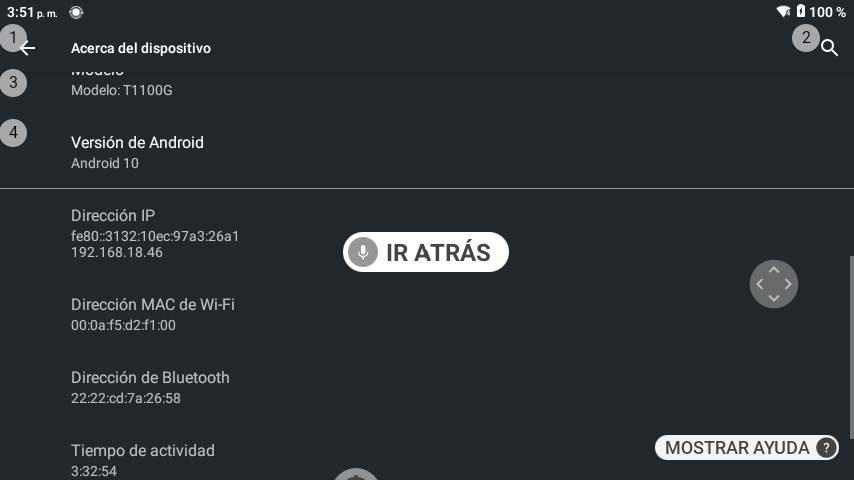 3:51 p. m.
100 %
1
Acerca del dispositivo
2
3
Modelo
Modelo: T1100G
4
Versión de Android
Android 10
Dirección IP
fe80::3132:10ec:97a3:26a1
192.168.18.46
IR ATRÁS
Dirección MAC de Wi-Fi
00:0a:f5:d2:f1:00
Dirección de Bluetooth
22:22:cd:7a:26:58
Tiempo de actividad
3:32:54
MOSTRAR AYUDA ?